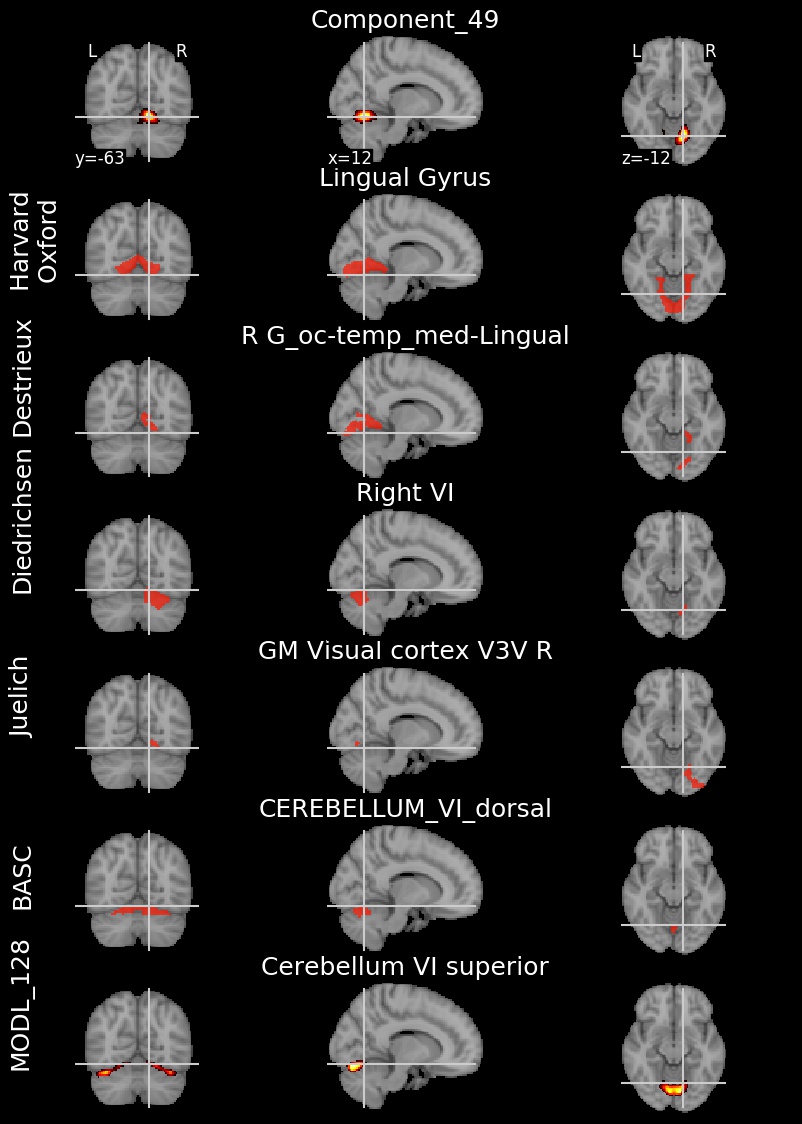 Component_49
L R L R
y=-63 x=12 z=-12
Lingual Gyrus
Harvard
Oxford
R G_oc-temp_med-Lingual
Destrieux
Right VI
Diedrichsen
GM Visual cortex V3V R
Juelich
CEREBELLUM_VI_dorsal
BASC
Cerebellum VI superior
MODL_128